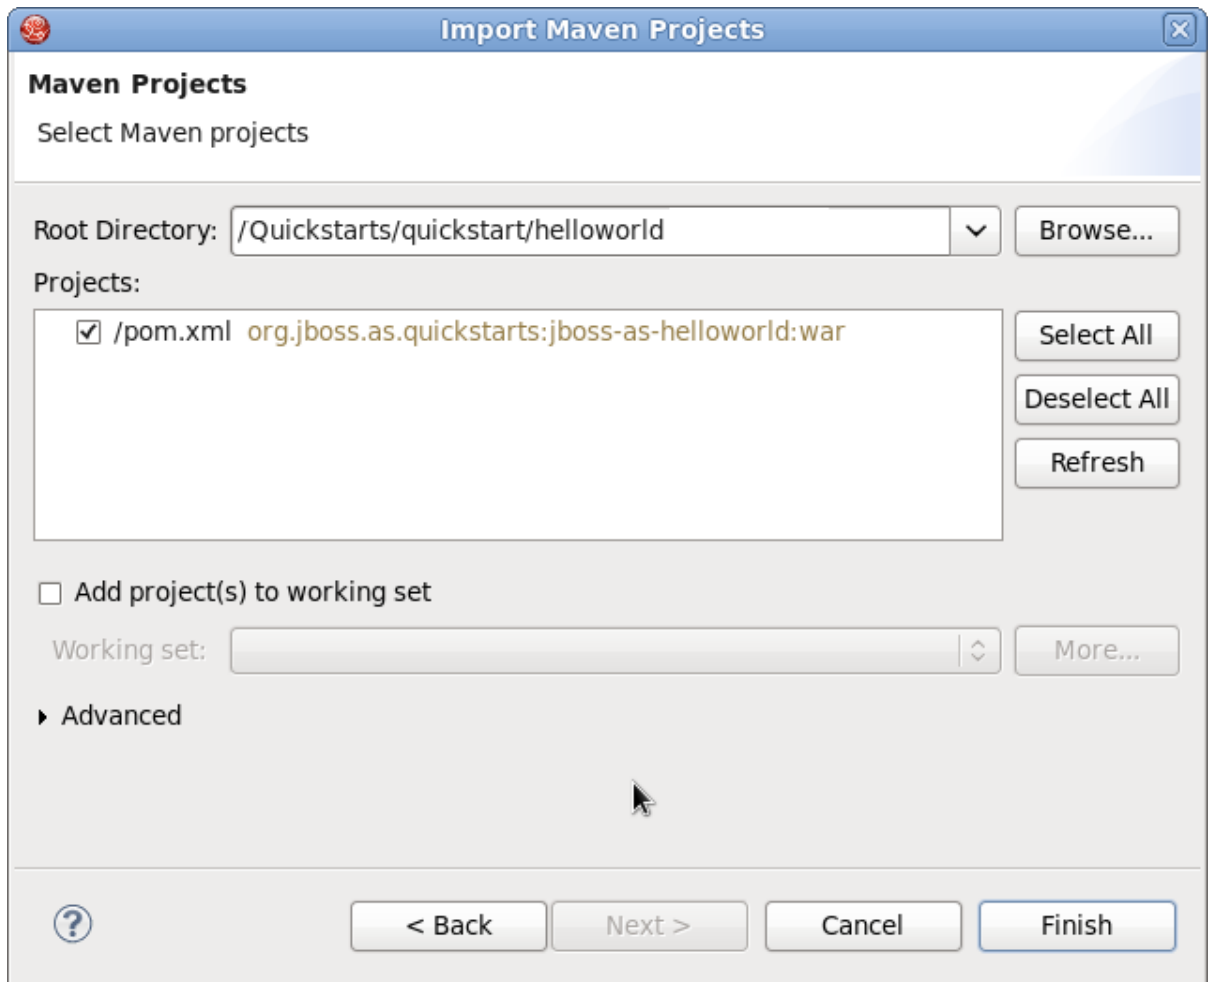 Import Maven Projects
Maven Projects
Select Maven projects
Root Directory: /Quickstarts/quickstart/helloworld Browse...
Projects:
/pom.xml org.jboss.as.quickstarts:jboss-as-helloworld:war
Select All
Deselect All
Refresh
Add project(s) to working set
Working set: More...
Advanced
? < Back Next > Cancel Finish